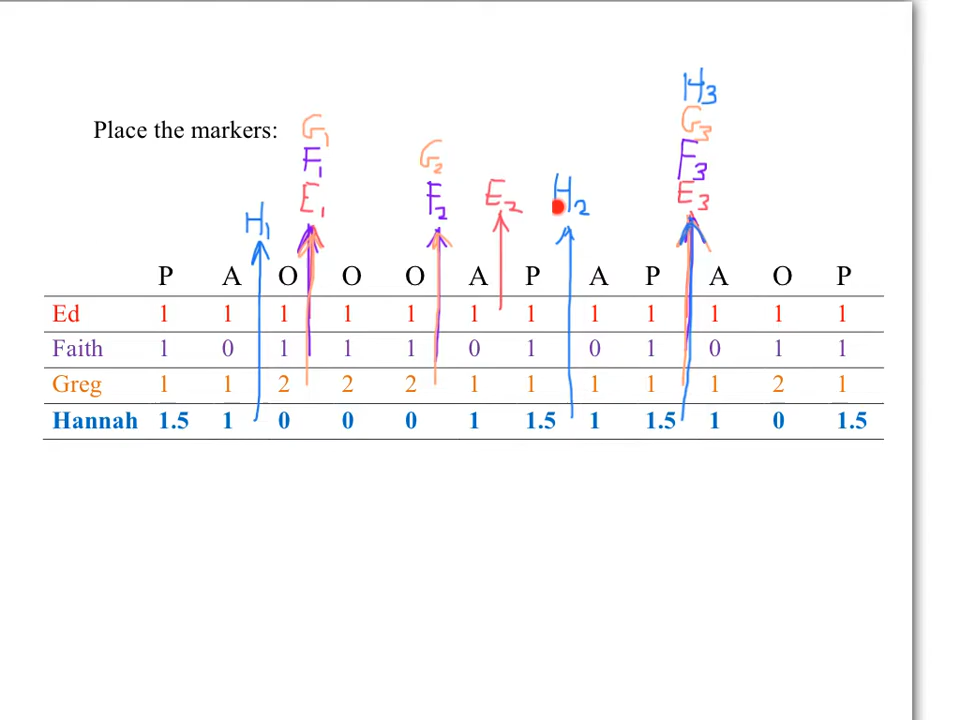 H3
Place the markers: G1 G3
F1 G2 F3
E1 F2 E2 H2 E3
H1
P A O O O A P A P A O P
Ed 1 1 1 1 1 1 1 1 1 1 1 1
Faith 1 0 1 1 1 0 1 0 1 0 1 1
Greg 1 1 2 2 2 1 1 1 1 1 2 1
Hannah 1.5 1 0 0 0 1 1.5 1 1.5 1 0 1.5